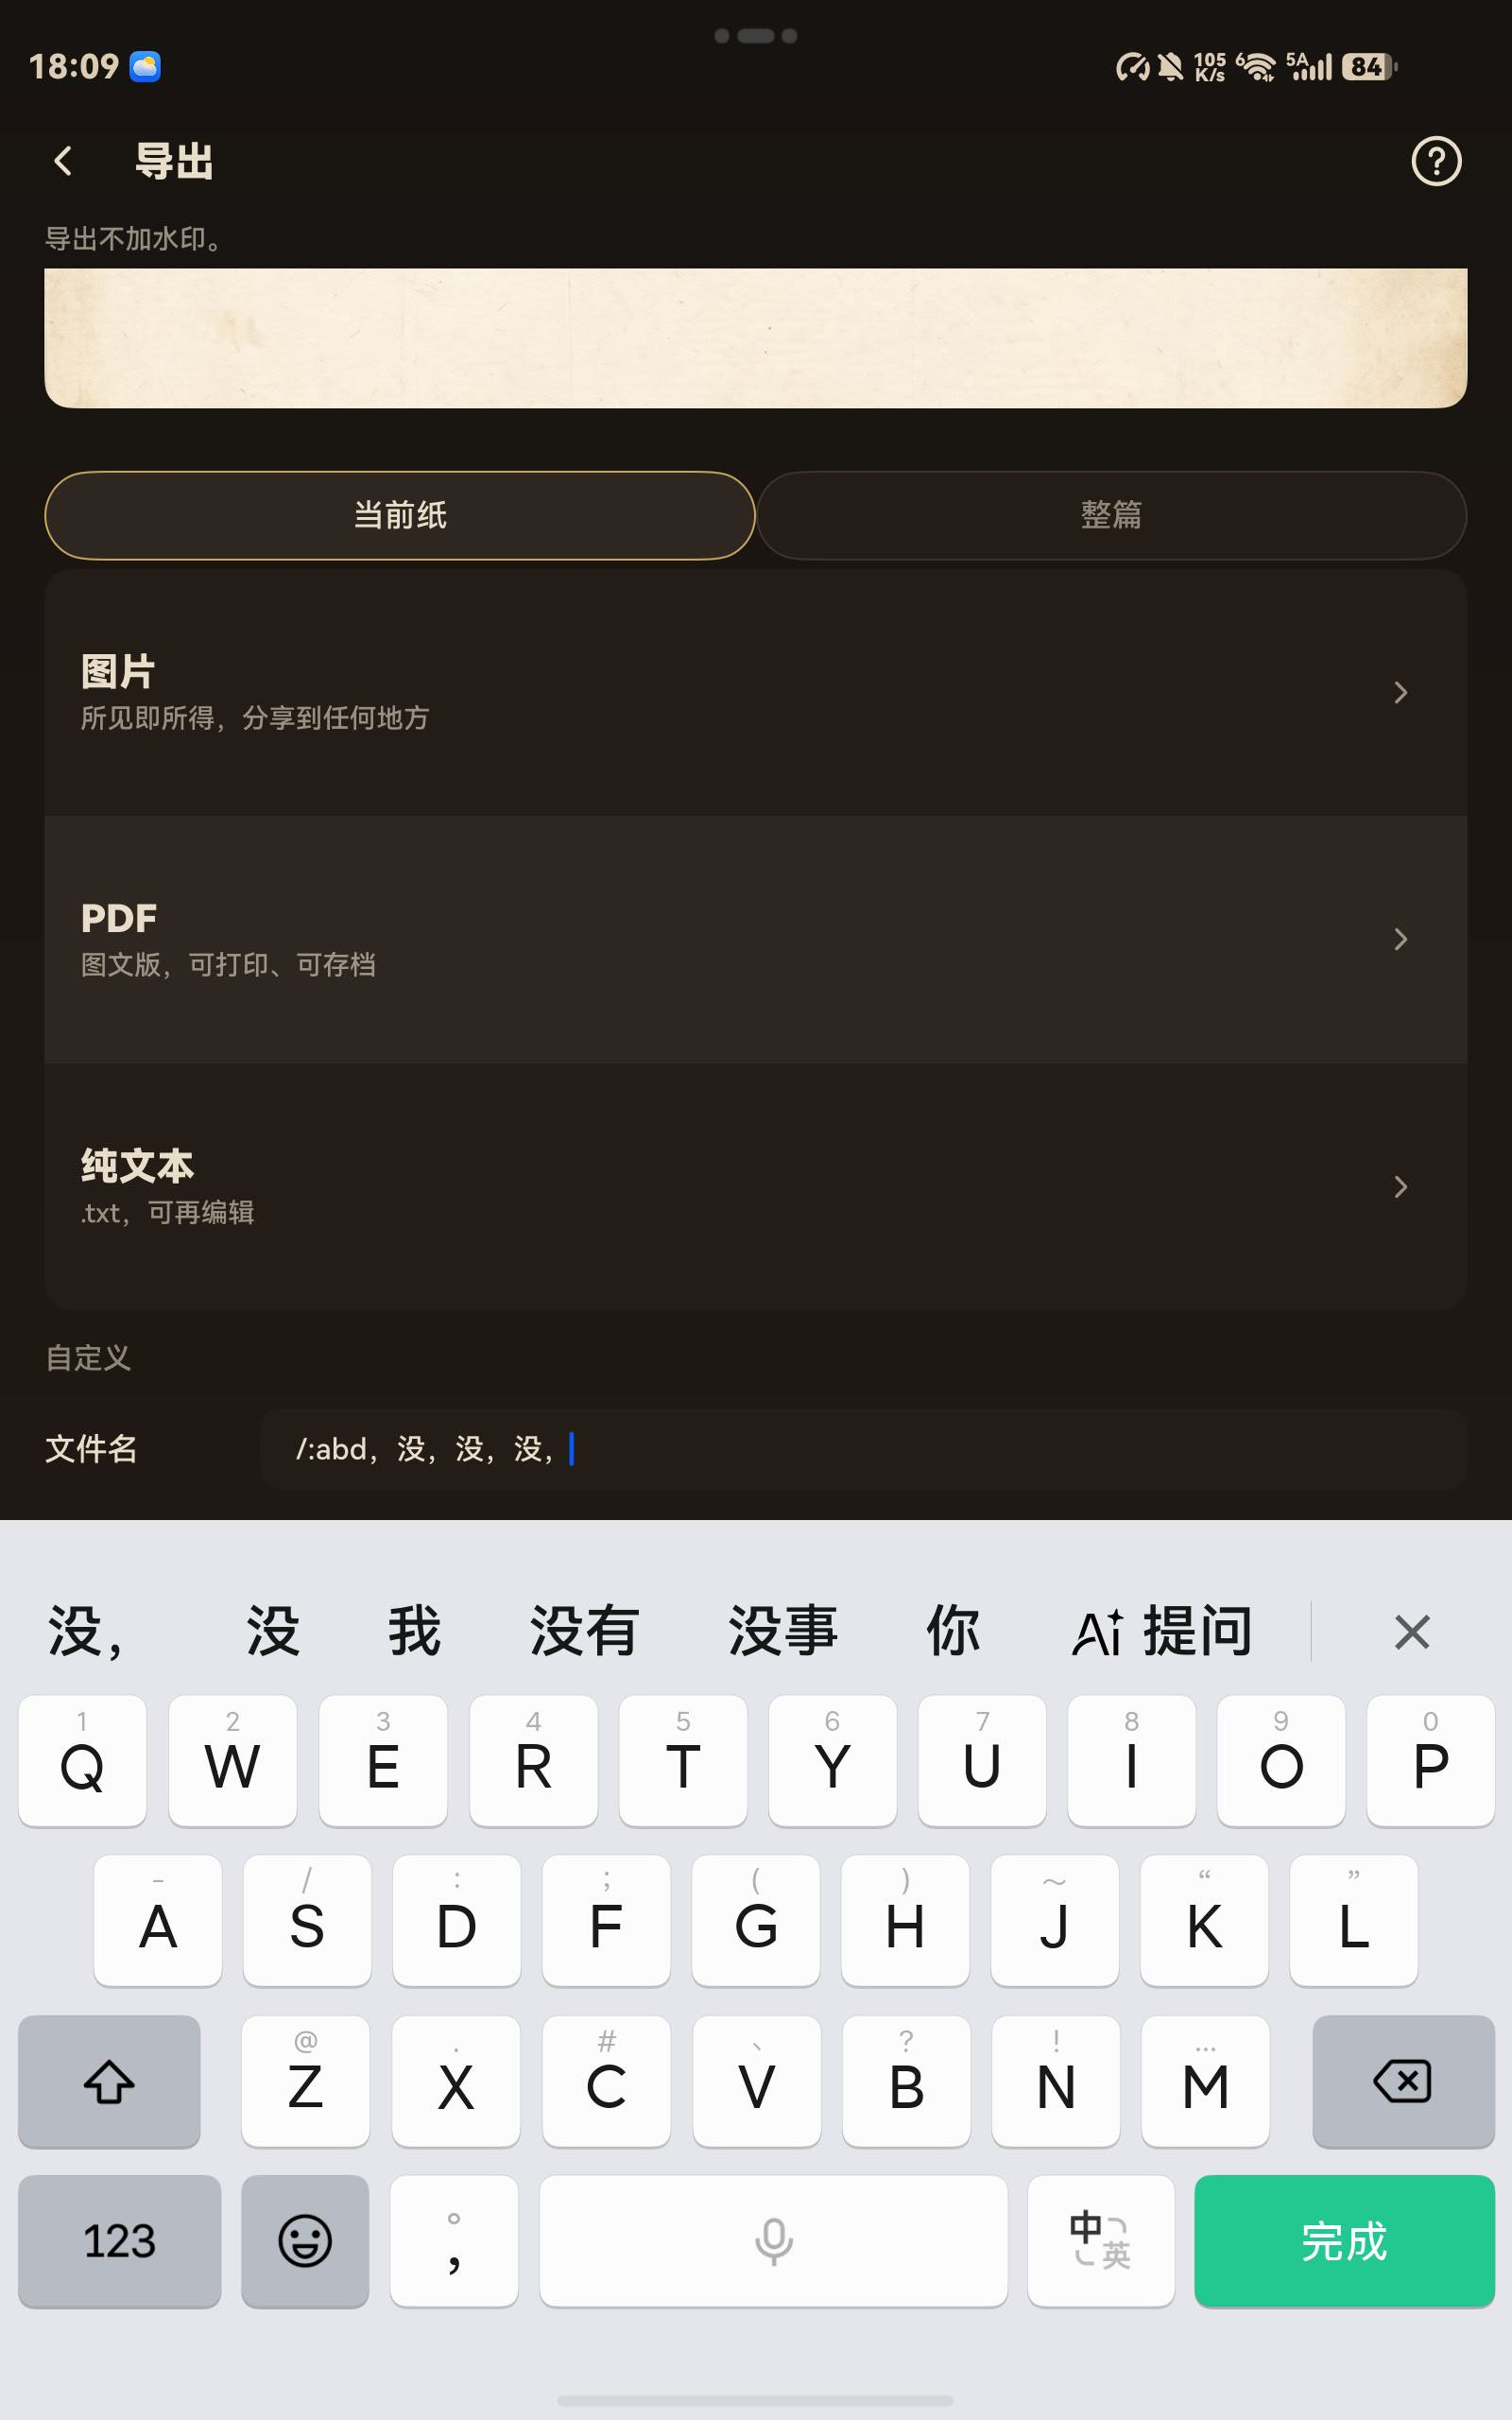 18:09
105 K/s 6 5A 84
导出
导出不加水印。
当前纸 整篇
图片
所见即所得，分享到任何地方
PDF
图文版，可打印、可存档
纯文本
.txt，可再编辑
自定义
文件名 /:abd，没，没，没，
没， 没 我 没有 没事 你 Ai 提问
1 2 3 4 5 6 7 8 9 0
Q W E R T Y U I O P
- / : ; ( ) ～ “ ”
A S D F G H J K L
@ . # 、 ? ! …
Z X C V B N M
123 。， 中 英 完成